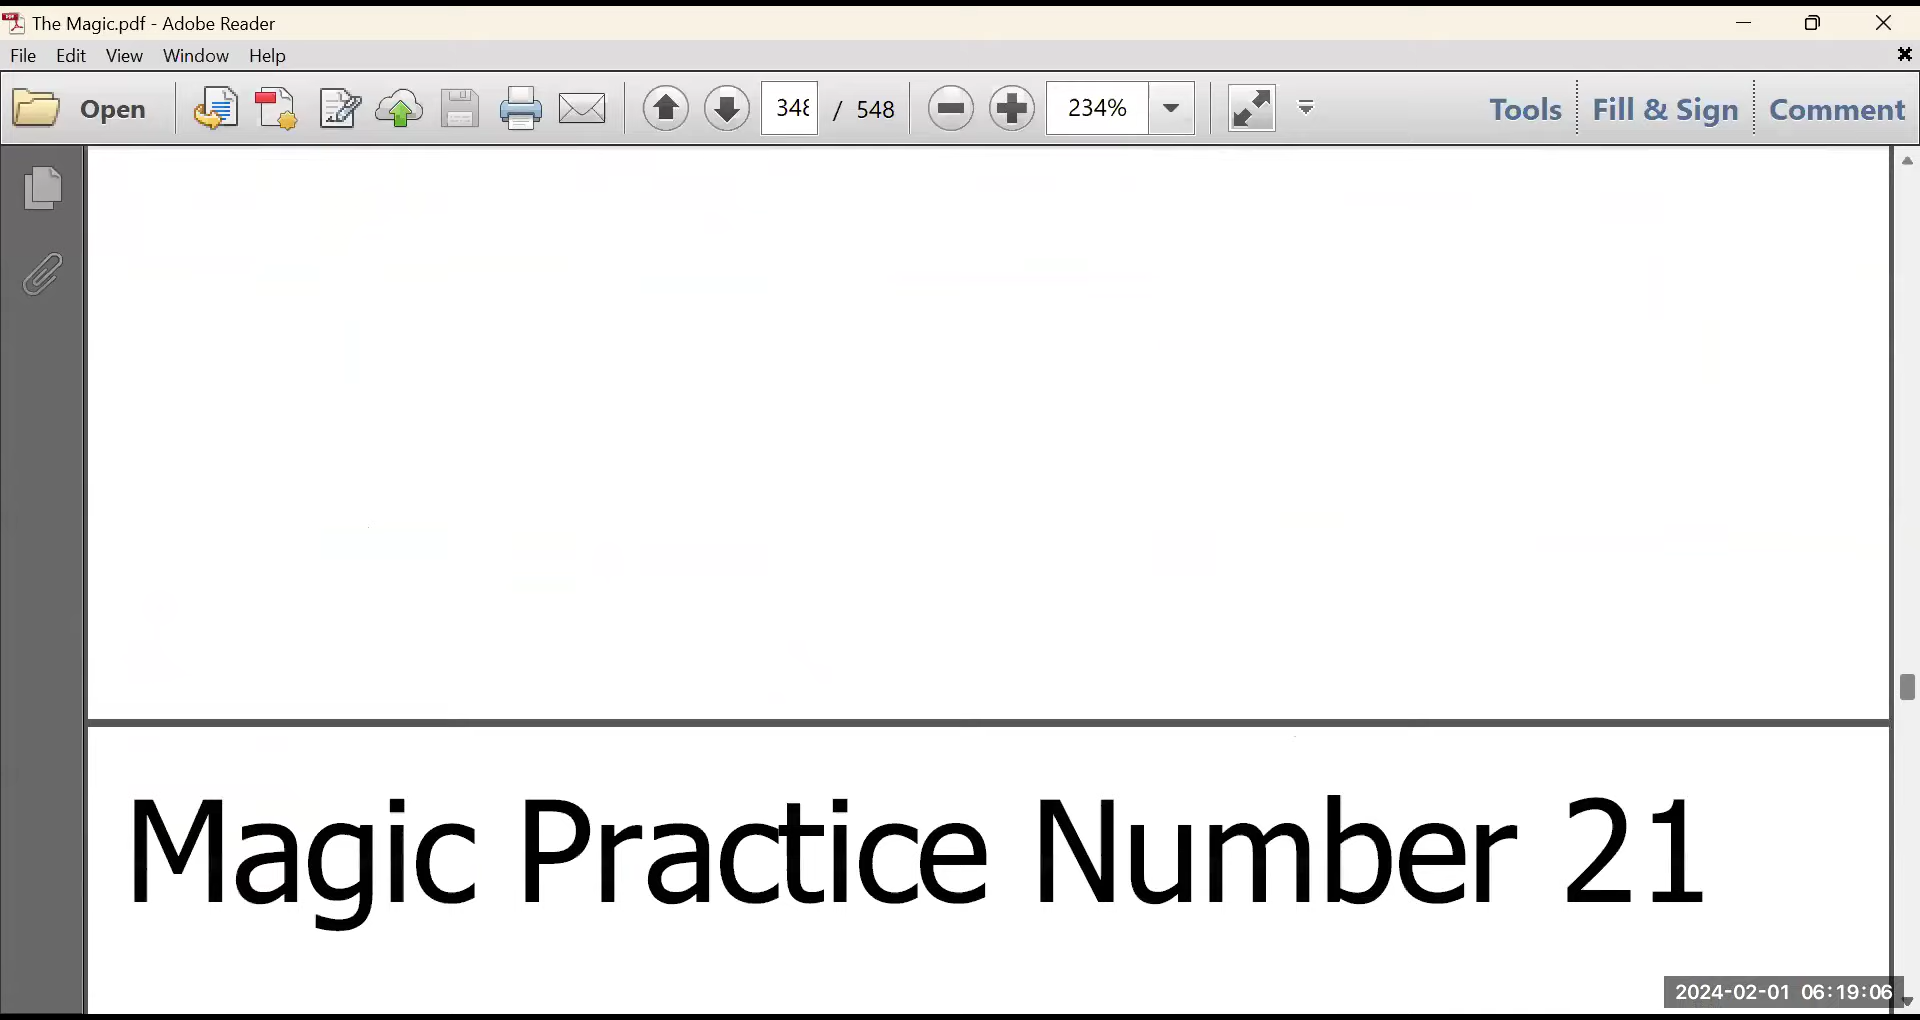 The Magic.pdf - Adobe Reader
File Edit View Window Help
Open 348 / 548 234% Tools Fill & Sign Comment
Magic Practice Number 21
2024-02-01 06:19:06